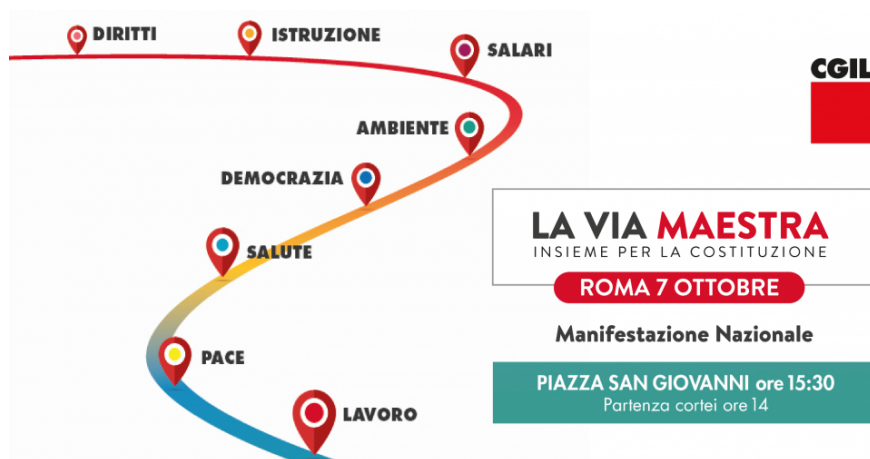 DIRITTI
ISTRUZIONE
SALARI
AMBIENTE
DEMOCRAZIA
SALUTE
PACE
LAVORO
CGIL
LA VIA MAESTRA
INSIEME PER LA COSTITUZIONE
ROMA 7 OTTOBRE
Manifestazione Nazionale
PIAZZA SAN GIOVANNI ore 15:30
Partenza cortei ore 14